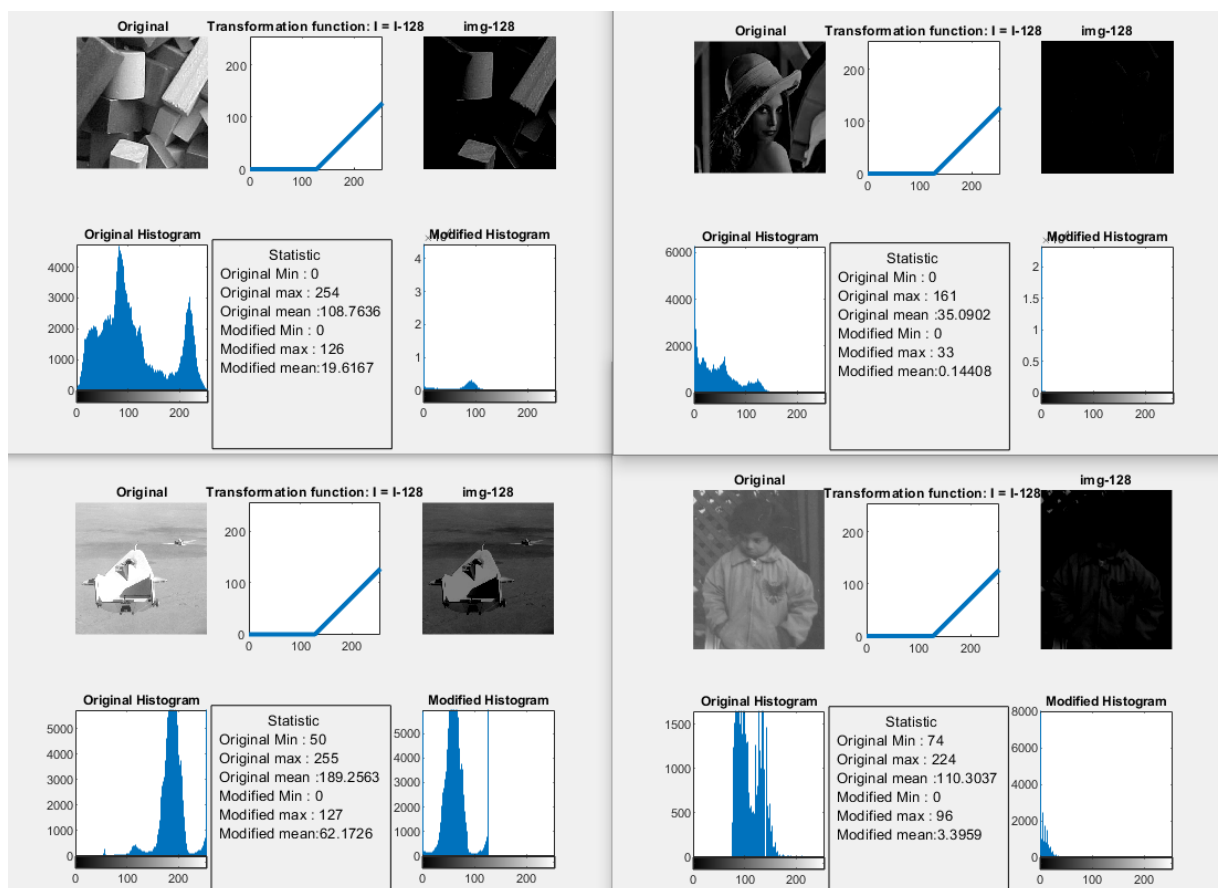 Original Transformation function: I = I-128 img-128
200
100
0
0 100 200
Original Histogram Modified Histogram
4000
3000
2000
1000
0
0 100 200
Statistic
Original Min : 0
Original max : 254
Original mean :108.7636
Modified Min : 0
Modified max : 126
Modified mean:19.6167
4
3
2
1
0
0 100 200
Original Transformation function: I = I-128 img-128
200
100
0
0 100 200
Original Histogram Modified Histogram
6000
4000
2000
0
0 100 200
Statistic
Original Min : 0
Original max : 161
Original mean :35.0902
Modified Min : 0
Modified max : 33
Modified mean:0.14408
2
1.5
1
0.5
0
0 100 200
Original Transformation function: I = I-128 img-128
200
100
0
0 100 200
Original Histogram Modified Histogram
5000
4000
3000
2000
1000
0
0 100 200
Statistic
Original Min : 50
Original max : 255
Original mean :189.2563
Modified Min : 0
Modified max : 127
Modified mean:62.1726
5000
4000
3000
2000
1000
0
0 100 200
Original Transformation function: I = I-128 img-128
200
100
0
0 100 200
Original Histogram Modified Histogram
1500
1000
500
0
0 100 200
Statistic
Original Min : 74
Original max : 224
Original mean :110.3037
Modified Min : 0
Modified max : 96
Modified mean:3.3959
8000
6000
4000
2000
0
0 100 200